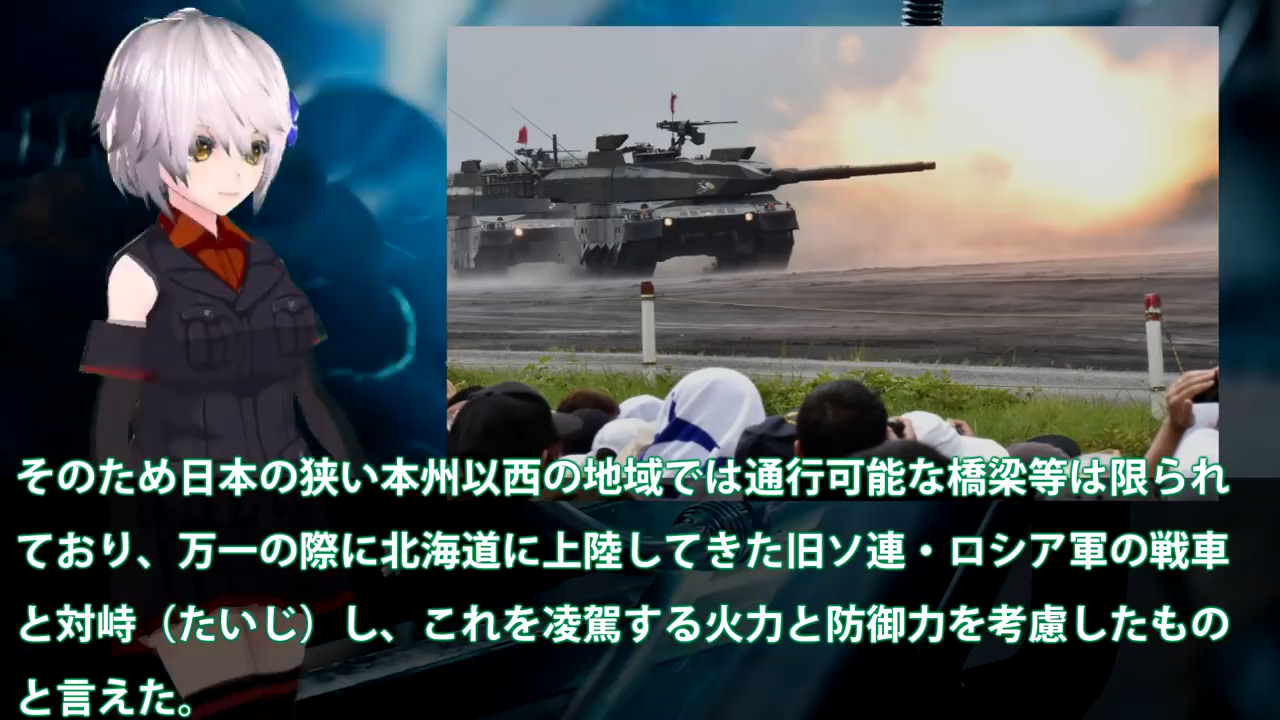 そのため日本の狭い本州以西の地域では通行可能な橋梁等は限られ
ており、万一の際に北海道に上陸してきた旧ソ連・ロシア軍の戦車
と対峙（たいじ）し、これを凌駕する火力と防御力を考慮したもの
と言えた。